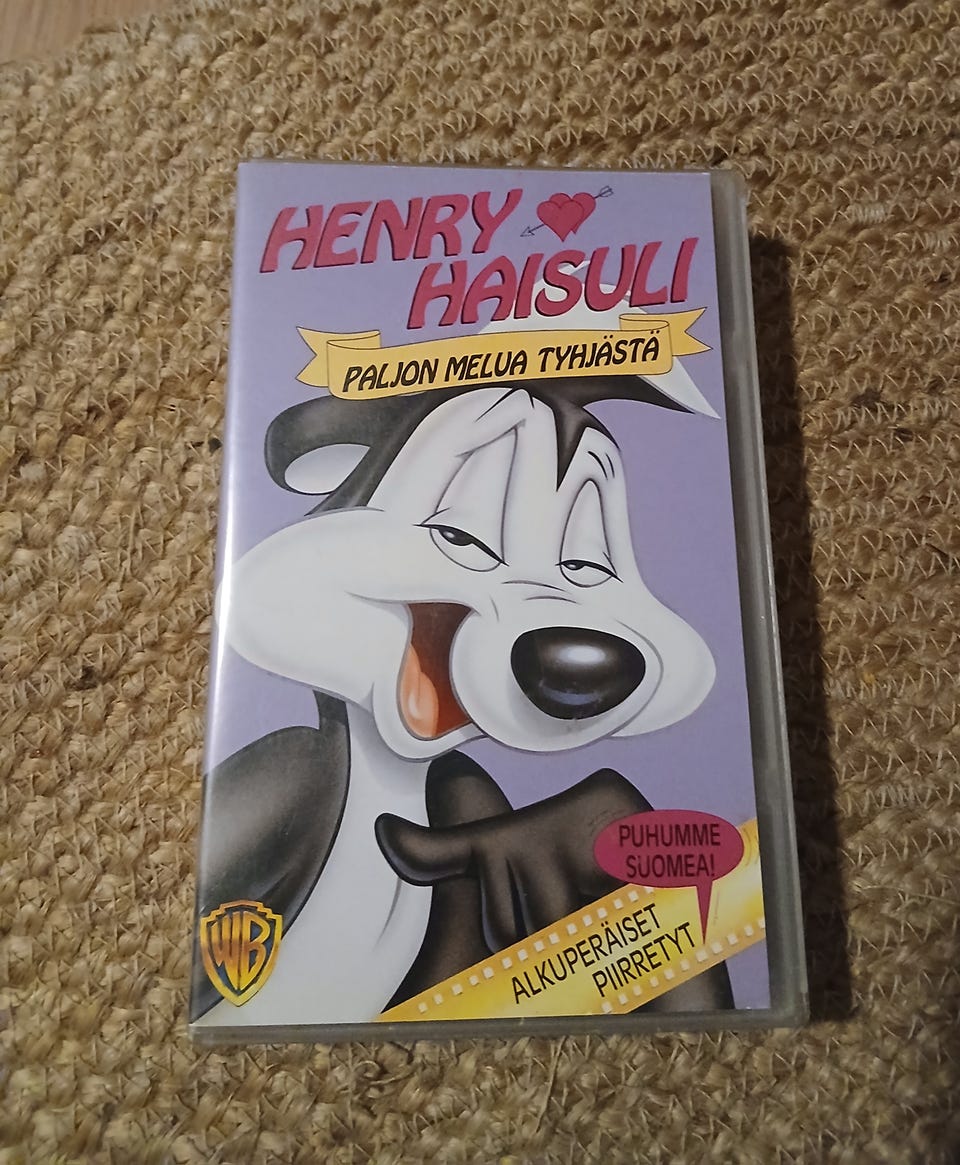 HENRY
HAISULI
PALJON MELUA TYHJÄSTÄ
PUHUMME
SUOMEA!
ALKUPERÄISET
PIIRRETYT
WB